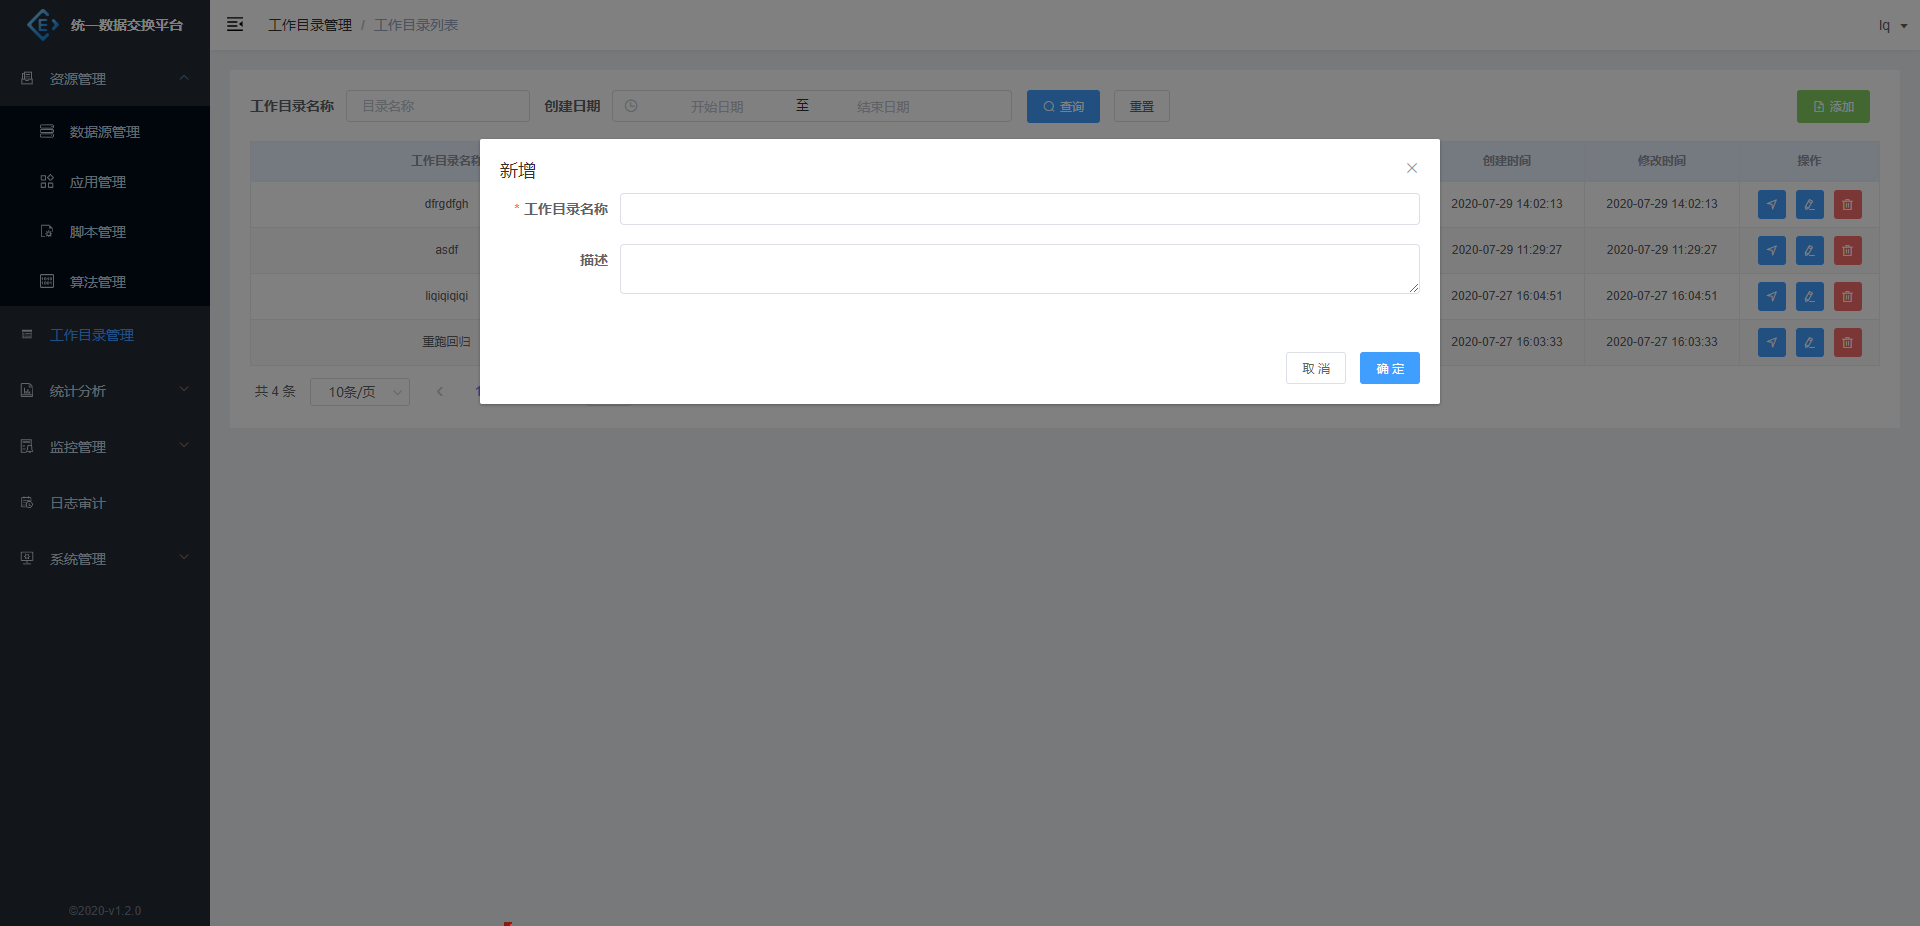 统一数据交换平台
工作目录管理 / 工作目录列表
lq
资源管理
数据源管理
应用管理
脚本管理
算法管理
工作目录管理
统计分析
监控管理
日志审计
系统管理
©2020-v1.2.0
工作目录名称 目录名称 创建日期 开始日期 至 结束日期 查询 重置 添加
工作目录名称 创建时间 修改时间 操作
dfrgdfgh 2020-07-29 14:02:13 2020-07-29 14:02:13
asdf 2020-07-29 11:29:27 2020-07-29 11:29:27
liqiqiqiqi 2020-07-27 16:04:51 2020-07-27 16:04:51
重跑回归 2020-07-27 16:03:33 2020-07-27 16:03:33
共 4 条 10条/页 1
新增
* 工作目录名称
描述
取 消 确 定